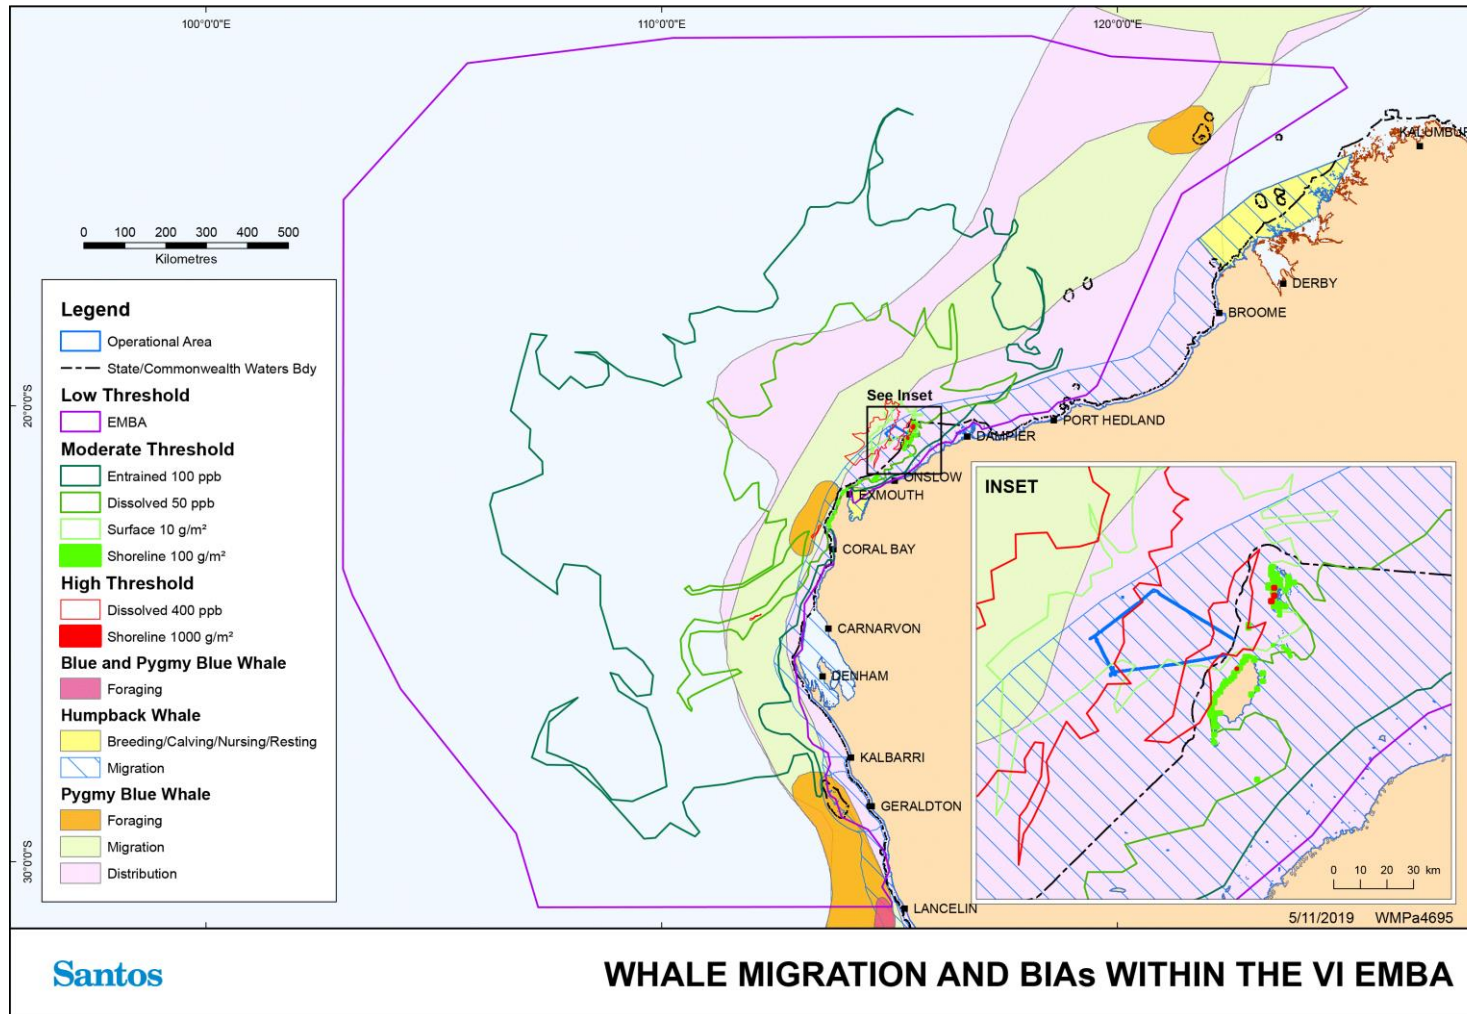 100°0'0"E
110°0'0"E
120°0'0"E
KALUMBUR
0 100 200 300 400 500
Kilometres
DERBY
BROOME
Legend
Operational Area
State/Commonwealth Waters Bdy
Low Threshold
EMBA
Moderate Threshold
Entrained 100 ppb
Dissolved 50 ppb
Surface 10 g/m²
Shoreline 100 g/m²
High Threshold
Dissolved 400 ppb
Shoreline 1000 g/m²
Blue and Pygmy Blue Whale
Foraging
Humpback Whale
Breeding/Calving/Nursing/Resting
Migration
Pygmy Blue Whale
Foraging
Migration
Distribution
20°0'0"S
30°0'0"S
See Inset
PORT HEDLAND
DAMPIER
ONSLOW
EXMOUTH
CORAL BAY
CARNARVON
DENHAM
KALBARRI
GERALDTON
LANCELIN
INSET
0 10 20 30 km
5/11/2019 WMPa4695
Santos
WHALE MIGRATION AND BIAs WITHIN THE VI EMBA